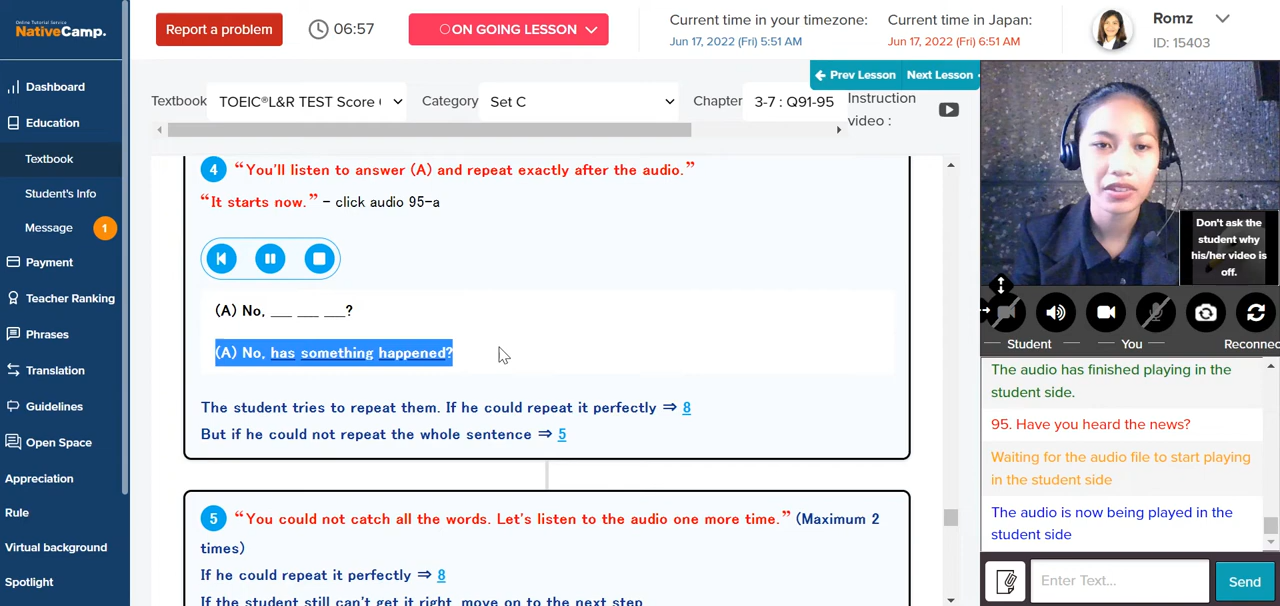 Online Tutorial Service
NativeCamp.
Dashboard
Education
Textbook
Student's Info
Message 1
Payment
Teacher Ranking
Phrases
Translation
Guidelines
Open Space
Appreciation
Rule
Virtual background
Spotlight
Report a problem
06:57
ON GOING LESSON
Current time in your timezone:
Jun 17, 2022 (Fri) 5:51 AM
Current time in Japan:
Jun 17, 2022 (Fri) 6:51 AM
Romz
ID: 15403
Prev Lesson Next Lesson
Textbook TOEIC®L&R TEST Score ( Category Set C Chapter 3-7 : Q91-95
Instruction
video :
4 “You'll listen to answer (A) and repeat exactly after the audio.”
“It starts now.” – click audio 95-a
(A) No, ___ ___ ___?
(A) No, has something happened?
The student tries to repeat them. If he could repeat it perfectly ⇒ 8
But if he could not repeat the whole sentence ⇒ 5
5 “You could not catch all the words. Let's listen to the audio one more time.” (Maximum 2
times)
If he could repeat it perfectly ⇒ 8
If the student still can't get it right, move on to the next step
Don't ask the
student why
his/her video is
off.
Student You Reconnec
The audio has finished playing in the
student side.
95. Have you heard the news?
Waiting for the audio file to start playing
in the student side
The audio is now being played in the
student side
Enter Text...
Send